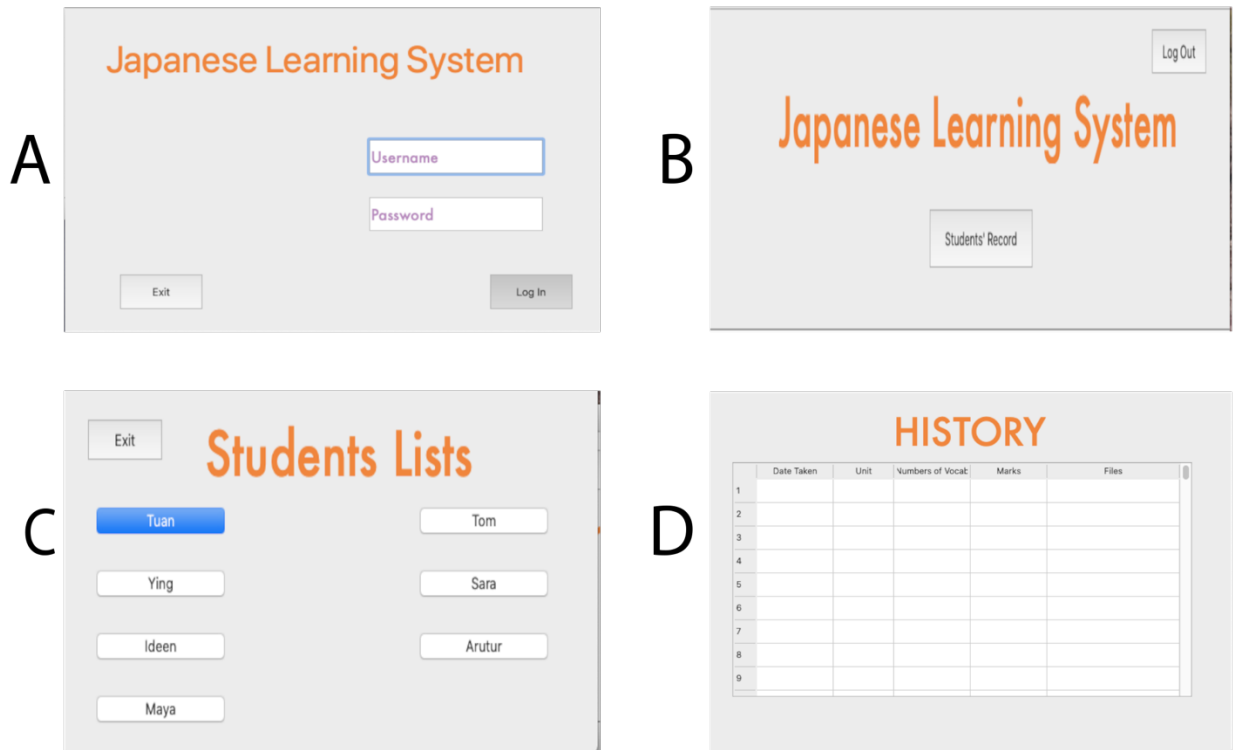 A
Japanese Learning System
Username
Password
Exit
Log In
B
Log Out
Japanese Learning System
Students' Record
C
Exit
Students Lists
Tuan
Tom
Ying
Sara
Ideen
Arutur
Maya
D
HISTORY
Date Taken Unit Numbers of Vocab Marks Files
1
2
3
4
5
6
7
8
9